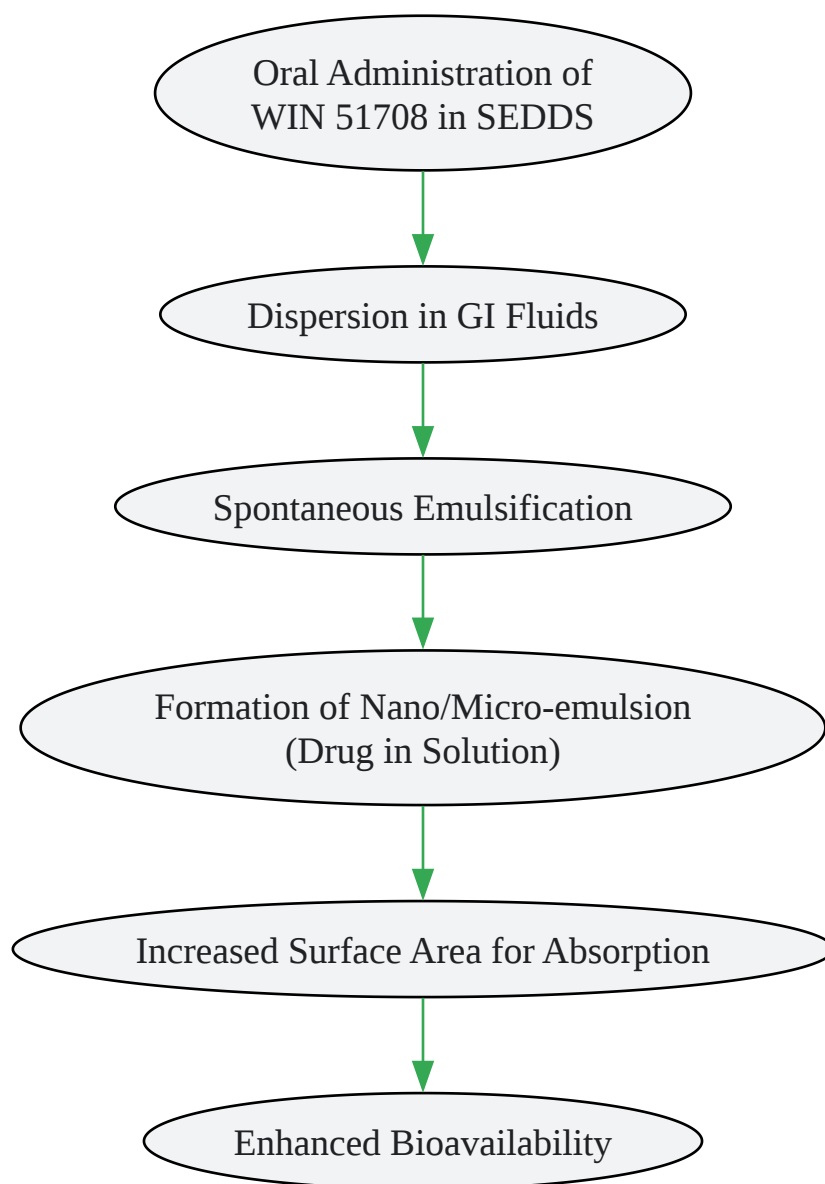 Oral Administration of
WIN 51708 in SEDDS
Dispersion in GI Fluids
Spontaneous Emulsification
Formation of Nano/Micro-emulsion
(Drug in Solution)
Increased Surface Area for Absorption
Enhanced Bioavailability